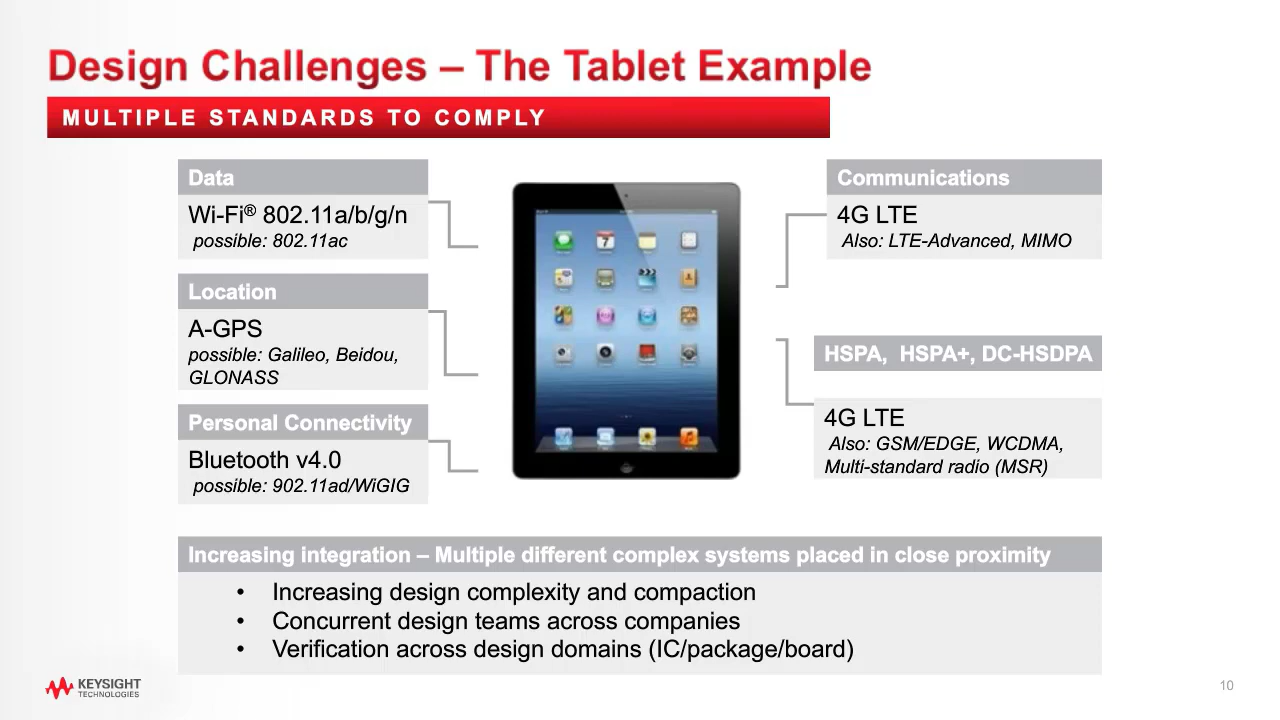 Design Challenges – The Tablet Example
MULTIPLE STANDARDS TO COMPLY
Data
Wi-Fi® 802.11a/b/g/n
possible: 802.11ac
Location
A-GPS
possible: Galileo, Beidou,
GLONASS
Personal Connectivity
Bluetooth v4.0
possible: 902.11ad/WiGIG
7
Communications
4G LTE
Also: LTE-Advanced, MIMO
HSPA, HSPA+, DC-HSDPA
4G LTE
Also: GSM/EDGE, WCDMA,
Multi-standard radio (MSR)
Increasing integration – Multiple different complex systems placed in close proximity
• Increasing design complexity and compaction
• Concurrent design teams across companies
• Verification across design domains (IC/package/board)
KEYSIGHT
TECHNOLOGIES
10